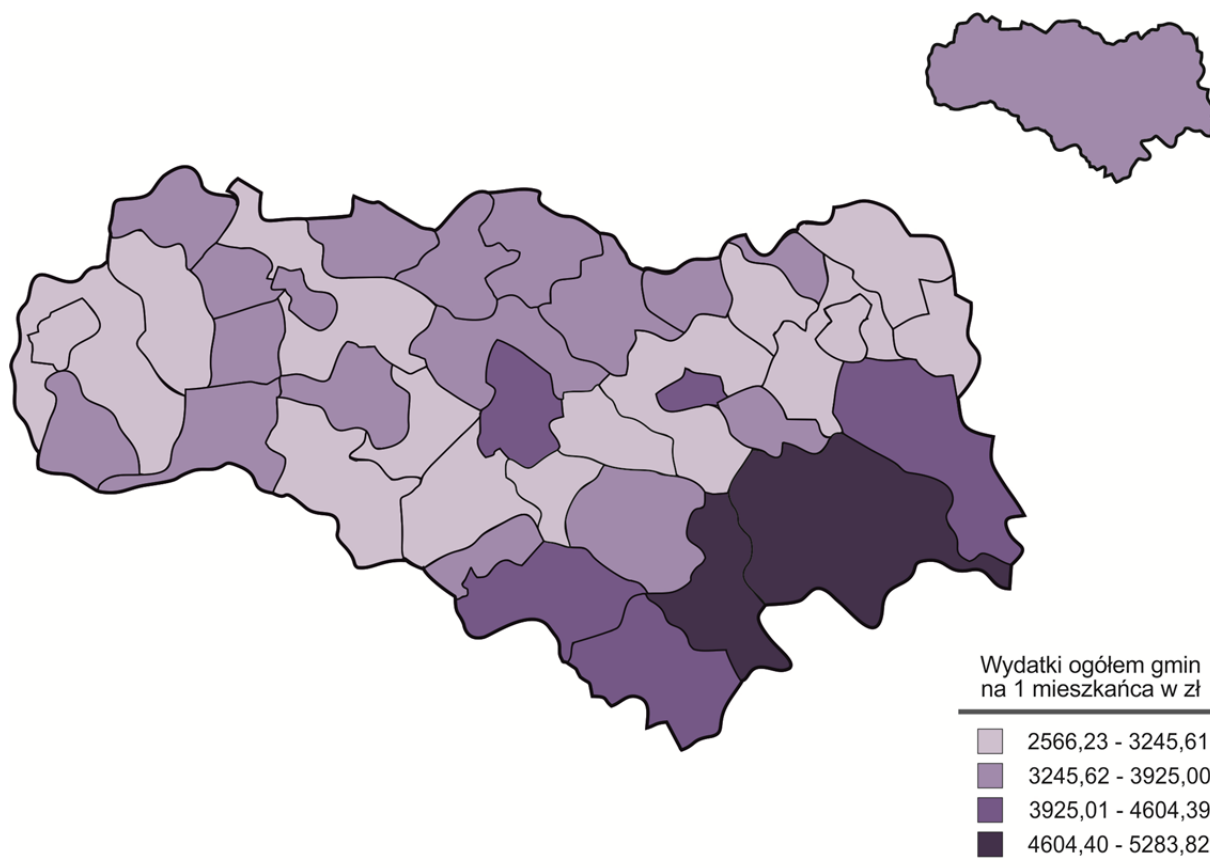 Wydatki ogółem gmin
na 1 mieszkańca w zł
2566,23 - 3245,61
3245,62 - 3925,00
3925,01 - 4604,39
4604,40 - 5283,82